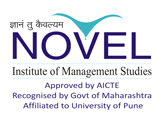 ज्ञानं तु कैवल्यम
NOVEL
Institute of Management Studies
Approved by AICTE
Recognised by Govt of Maharashtra
Affiliated to University of Pune